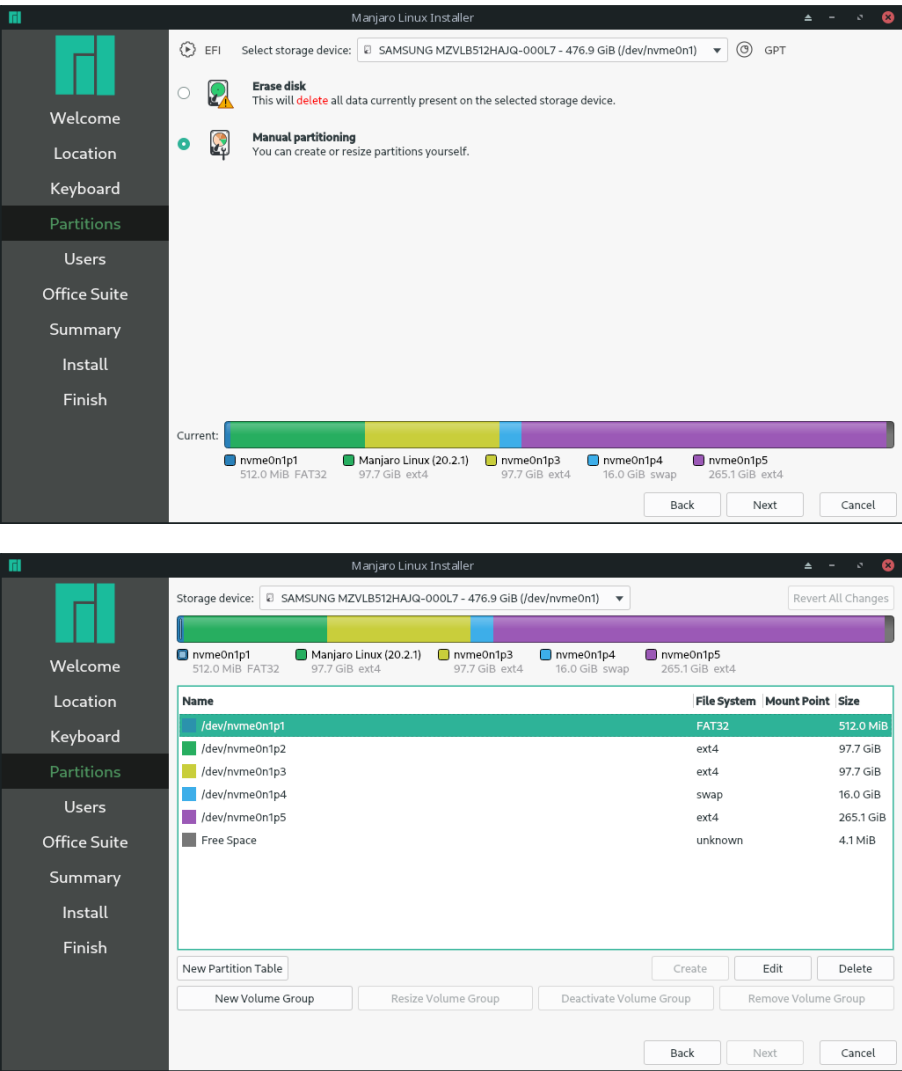 Manjaro Linux Installer
EFI Select storage device: SAMSUNG MZVLB512HAJQ-000L7 - 476.9 GiB (/dev/nvme0n1) GPT
Erase disk
This will delete all data currently present on the selected storage device.
Manual partitioning
You can create or resize partitions yourself.
Welcome
Location
Keyboard
Partitions
Users
Office Suite
Summary
Install
Finish
Current:
nvme0n1p1 Manjaro Linux (20.2.1) nvme0n1p3 nvme0n1p4 nvme0n1p5
512.0 MiB FAT32 97.7 GiB ext4 97.7 GiB ext4 16.0 GiB swap 265.1 GiB ext4
Back Next Cancel
Manjaro Linux Installer
Storage device: SAMSUNG MZVLB512HAJQ-000L7 - 476.9 GiB (/dev/nvme0n1) Revert All Changes
nvme0n1p1 Manjaro Linux (20.2.1) nvme0n1p3 nvme0n1p4 nvme0n1p5
512.0 MiB FAT32 97.7 GiB ext4 97.7 GiB ext4 16.0 GiB swap 265.1 GiB ext4
Welcome
Location
Keyboard
Partitions
Users
Office Suite
Summary
Install
Finish
Name File System Mount Point Size
/dev/nvme0n1p1 FAT32 512.0 MiB
/dev/nvme0n1p2 ext4 97.7 GiB
/dev/nvme0n1p3 ext4 97.7 GiB
/dev/nvme0n1p4 swap 16.0 GiB
/dev/nvme0n1p5 ext4 265.1 GiB
Free Space unknown 4.1 MiB
New Partition Table Create Edit Delete
New Volume Group Resize Volume Group Deactivate Volume Group Remove Volume Group
Back Next Cancel